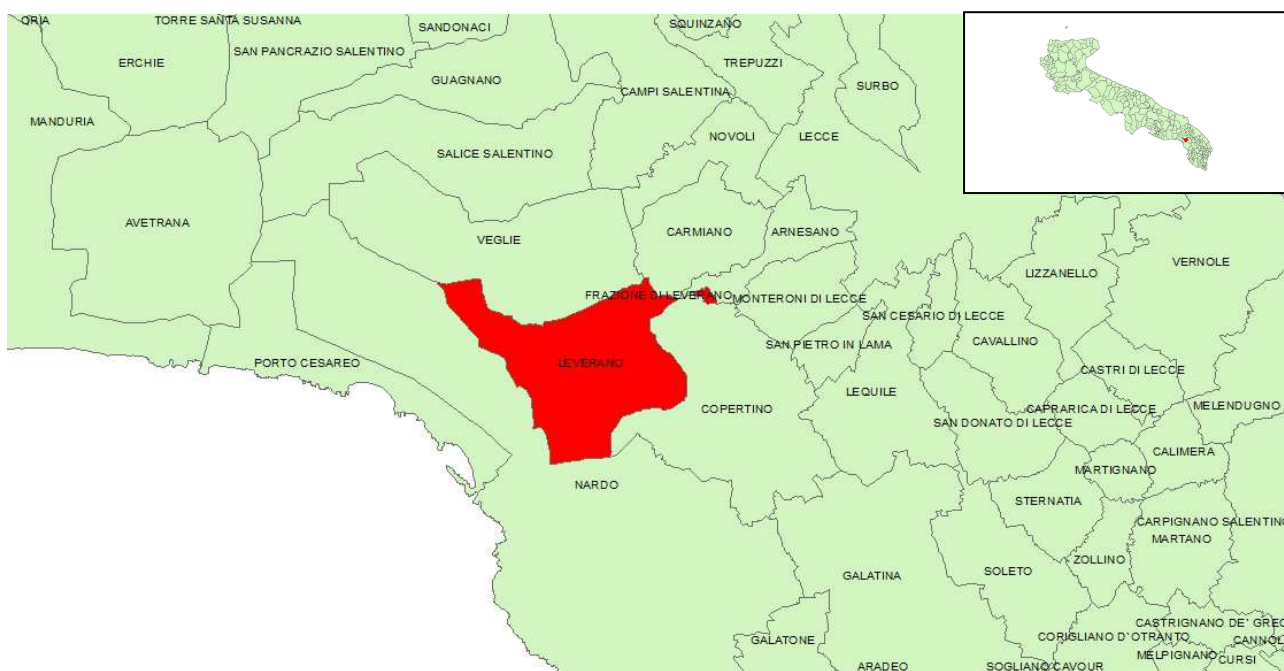 ORIA
TORRE SANTA SUSANNA
SANDONACI
SQUINZANO
ERCHIE
SAN PANCRAZIO SALENTINO
TREPUZZI
GUAGNANO
SURBO
CAMPI SALENTINA
MANDURIA
NOVOLI
LECCE
SALICE SALENTINO
AVETRANA
CARMIANO
ARNESANO
VEGLIE
VERNOLE
LIZZANELLO
FRAZIONE DI LEVERANO
MONTERONI DI LECCE
SAN CESARIO DI LECCE
CAVALLINO
SAN PIETRO IN LAMA
PORTO CESAREO
LEVERANO
CASTRI DI LECCE
LEQUILE
COPERTINO
CAPRARICA DI LECCE
MELENDUGNO
SAN DONATO DI LECCE
CALIMERA
MARTIGNANO
NARDO
STERNATIA
CARPIGNANO SALENTINO
MARTANO
ZOLLINO
SOLETO
GALATINA
CASTRIGNANO DE' GREC
CORIGLIANO D'OTRANTO
GALATONE
CANNOL
MELPIGNANO
CURSI
ARADEO
SOGLIANO CAVOUR